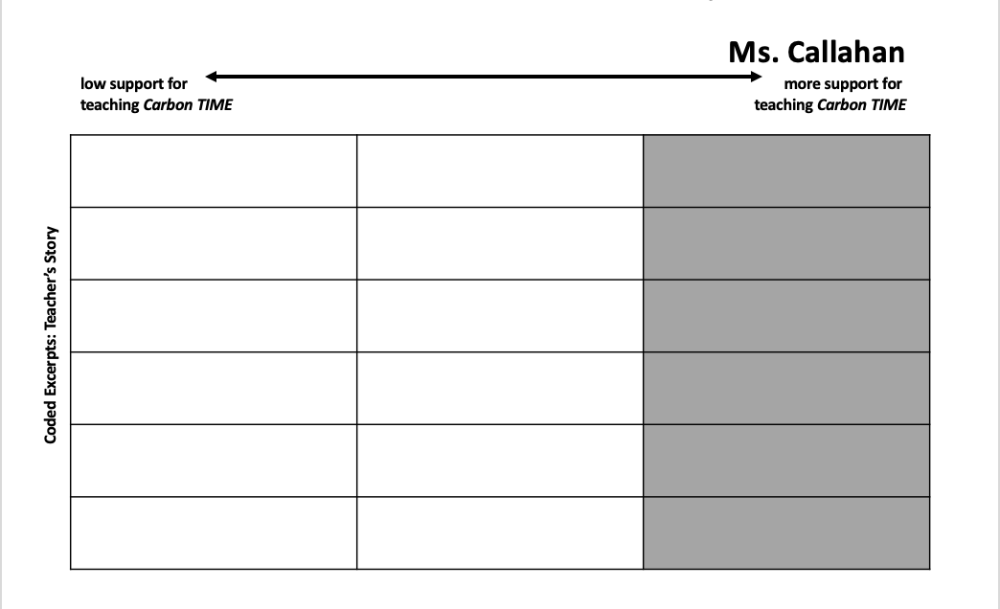 Ms. Callahan
low support for
teaching Carbon TIME
more support for
teaching Carbon TIME
Coded Excerpts: Teacher’s Story